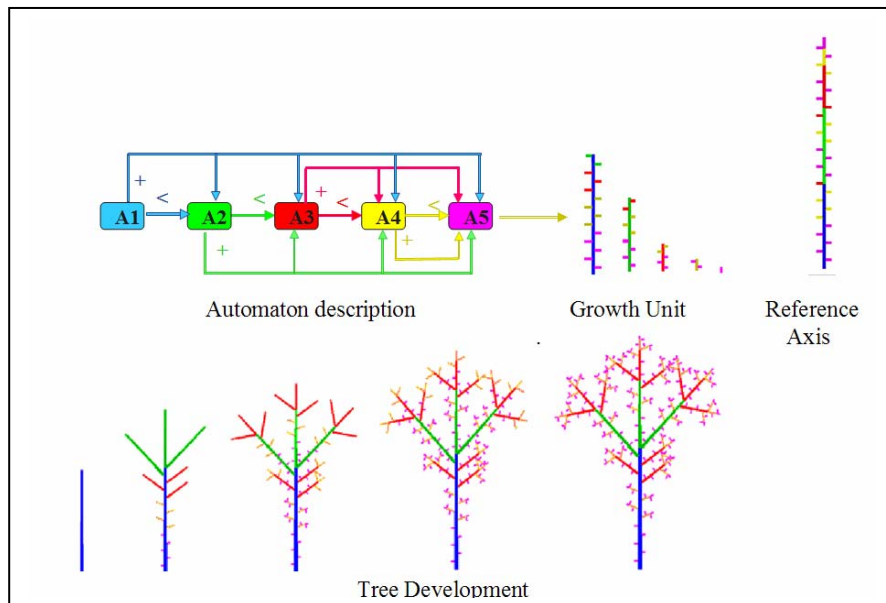 + < < + < <
A1 A2 A3 A4 A5
+ +
Automaton description
Growth Unit
Reference
Axis
Tree Development